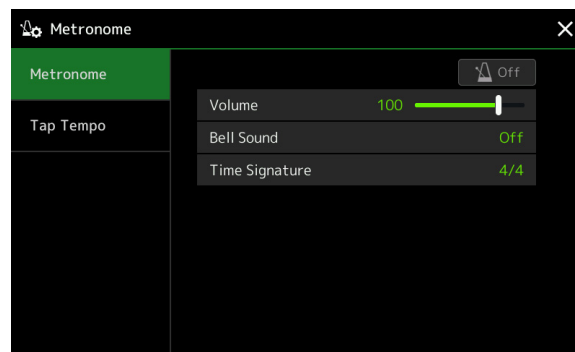 Metronome
Metronome
Off
Volume 100
Tap Tempo
Bell Sound Off
Time Signature 4/4